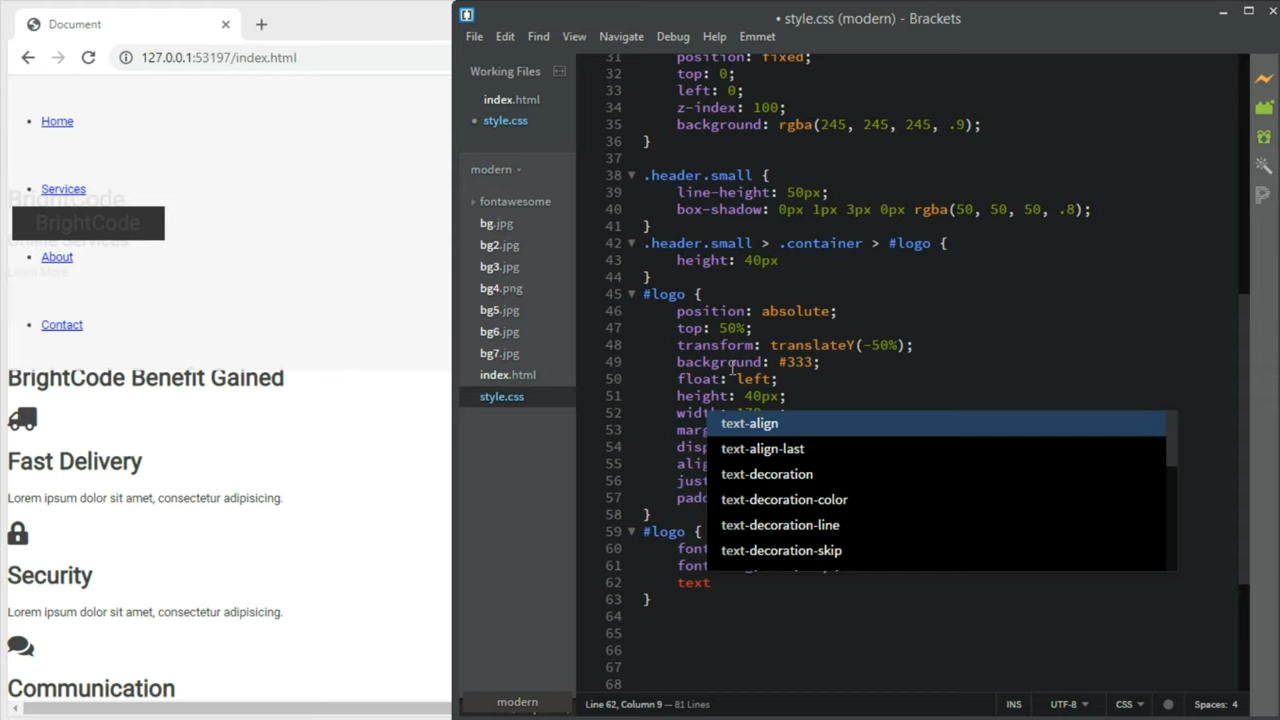 Document
127.0.0.1:53197/index.html
Home
Services
BrightCode
BrightCode
Online Services
About
Learn More
Contact
BrightCode Benefit Gained
Fast Delivery
Lorem ipsum dolor sit amet, consectetur adipisicing.
Security
Lorem ipsum dolor sit amet, consectetur adipisicing.
Communication
• style.css (modern) - Brackets
File Edit Find View Navigate Debug Help Emmet
Working Files
index.html
style.css
modern
fontawesome
bg.jpg
bg2.jpg
bg3.jpg
bg4.png
bg5.jpg
bg6.jpg
bg7.jpg
index.html
style.css
modern
31 position: fixed;
32 top: 0;
33 left: 0;
34 z-index: 100;
35 background: rgba(245, 245, 245, .9);
36 }
37
38 .header.small {
39 line-height: 50px;
40 box-shadow: 0px 1px 3px 0px rgba(50, 50, 50, .8);
41 }
42 .header.small > .container > #logo {
43 height: 40px
44 }
45 #logo {
46 position: absolute;
47 top: 50%;
48 transform: translateY(-50%);
49 background: #333;
50 float: left;
51 height: 40px;
52
53
54
55
56
57
58 }
59 #logo {
60
61
62 text
63 }
64
65
66
67
68
text-align
text-align-last
text-decoration
text-decoration-color
text-decoration-line
text-decoration-skip
Line 62, Column 9 — 81 Lines
INS UTF-8 CSS Spaces: 4